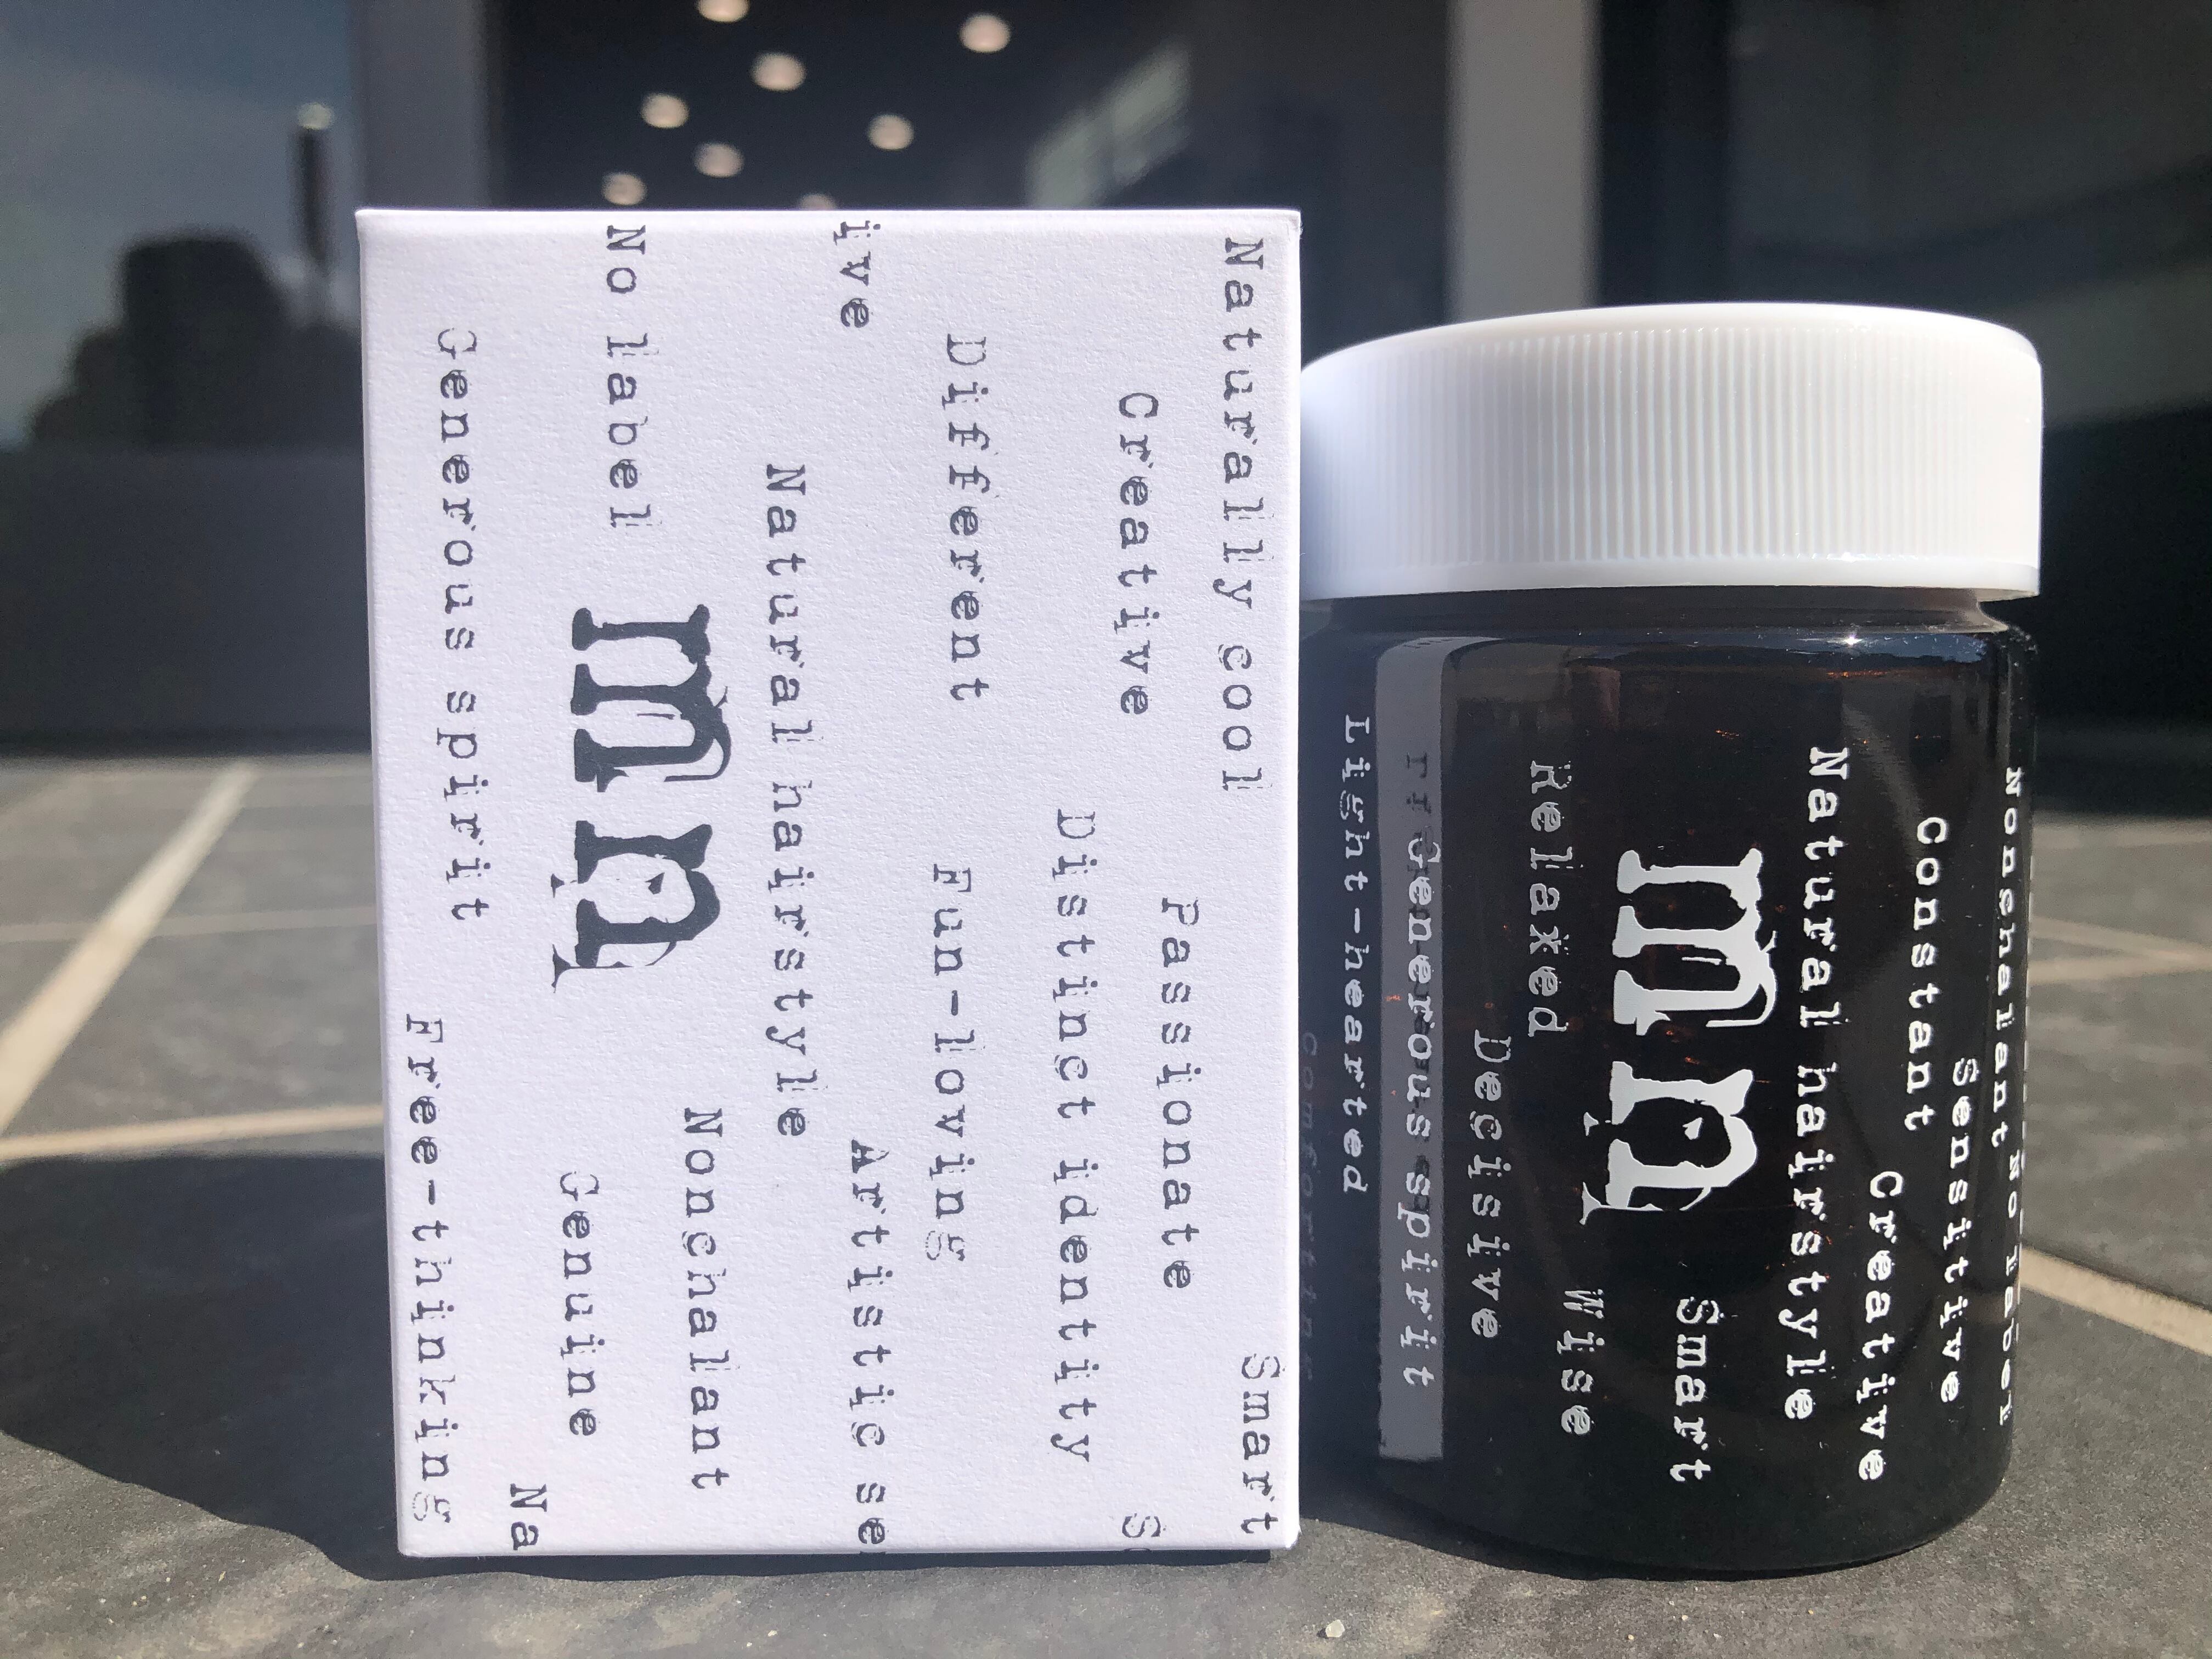 Naturally cool
Smart
Passionate
Creative
Distinct identity
Different
Fun-loving
ive
Artistic se
Natural hairstyle
Nonchalant
mn
No label
Genuine
Na
Generous spirit
Free-thinking
Nonchalant
No label
Sensitive
Constant
Creative
Natural hairstyle
mn
Smart
Relaxed
Wise
Decisive
Generous spirit
Light-hearted